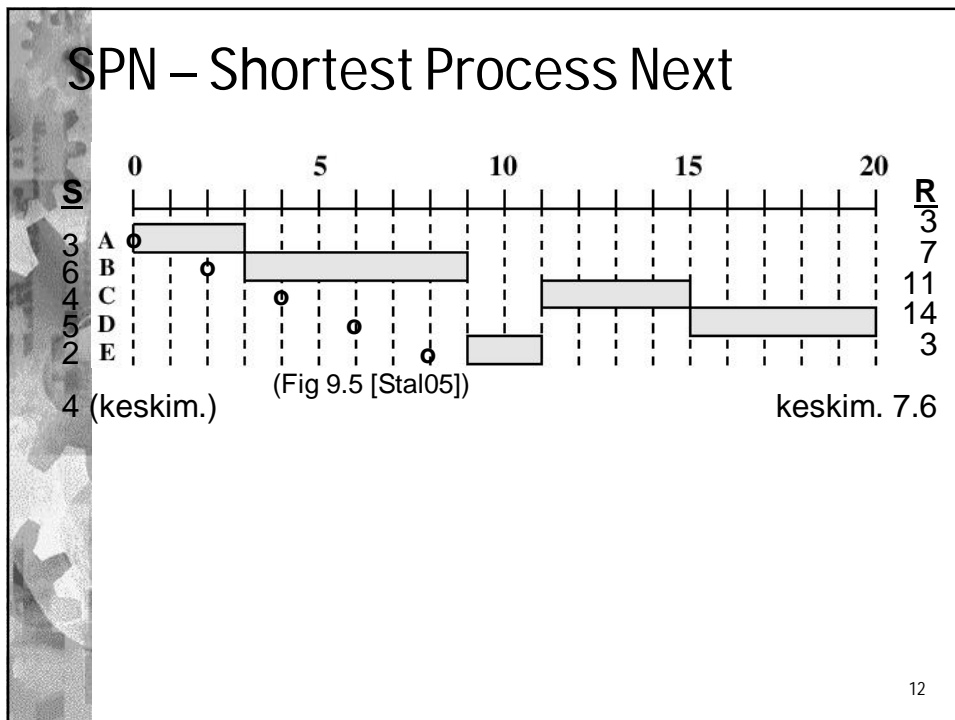 SPN – Shortest Process Next
0 5 10 15 20
S R
3 A 3
6 B 7
4 C 11
5 D 14
2 E 3
(Fig 9.5 [Stal05])
4 (keskim.) keskim. 7.6
12